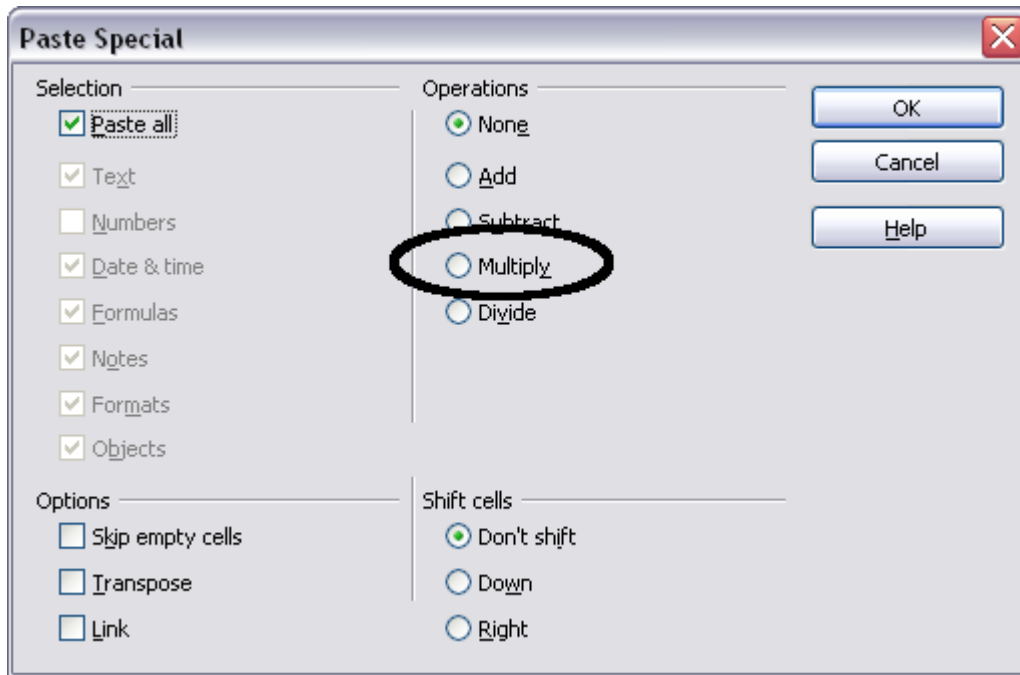 Paste Special
Selection
Paste all
Text
Numbers
Date & time
Formulas
Notes
Formats
Objects
Operations
None
Add
Subtract
Multiply
Divide
OK
Cancel
Help
Options
Skip empty cells
Transpose
Link
Shift cells
Don't shift
Down
Right